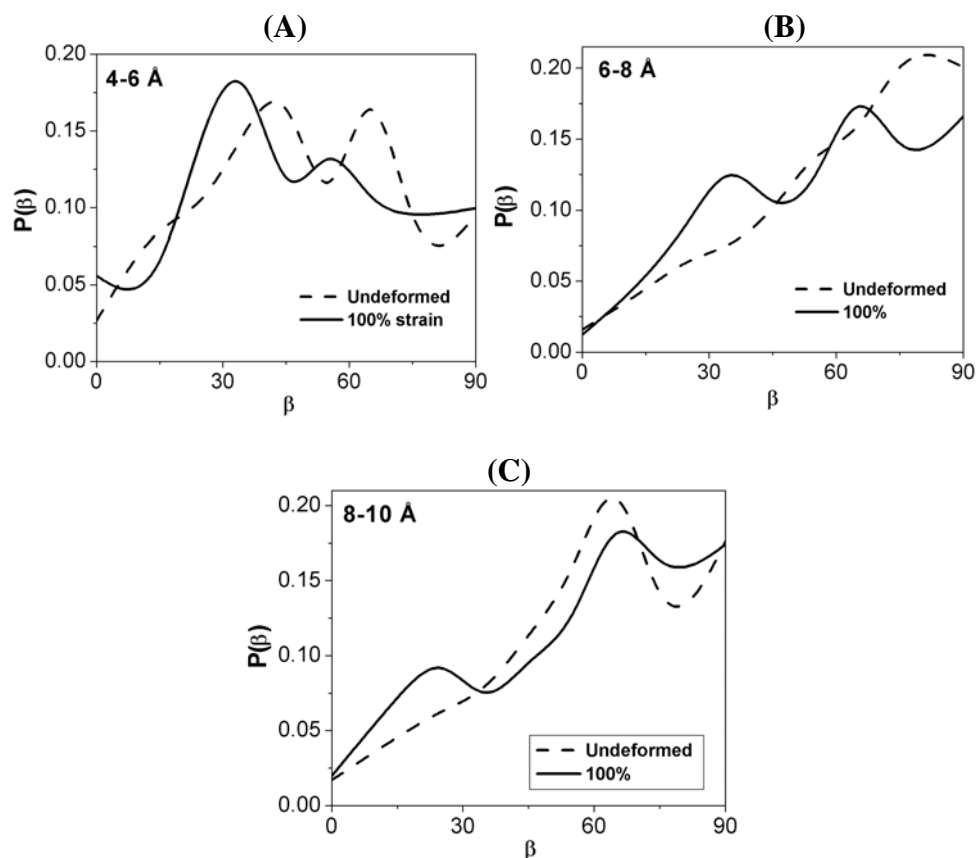 (A)
4-6 Å
P(β)
0.20
0.15
0.10
0.05
0.00
0
30
60
90
β
Undeformed
100% strain
(B)
6-8 Å
P(β)
0.20
0.15
0.10
0.05
0.00
0
30
60
90
β
Undeformed
100%
(C)
8-10 Å
P(β)
0.20
0.15
0.10
0.05
0.00
0
30
60
90
β
Undeformed
100%